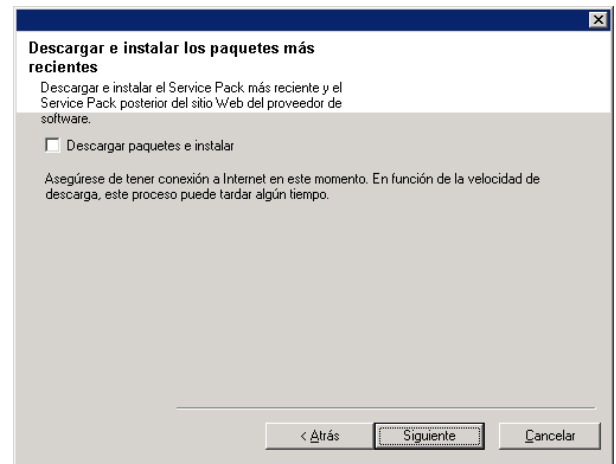 Descargar e instalar los paquetes más
recientes
Descargar e instalar el Service Pack más reciente y el
Service Pack posterior del sitio Web del proveedor de
software.
Descargar paquetes e instalar
Asegúrese de tener conexión a Internet en este momento. En función de la velocidad de
descarga, este proceso puede tardar algún tiempo.
< Atrás
Siguiente
Cancelar